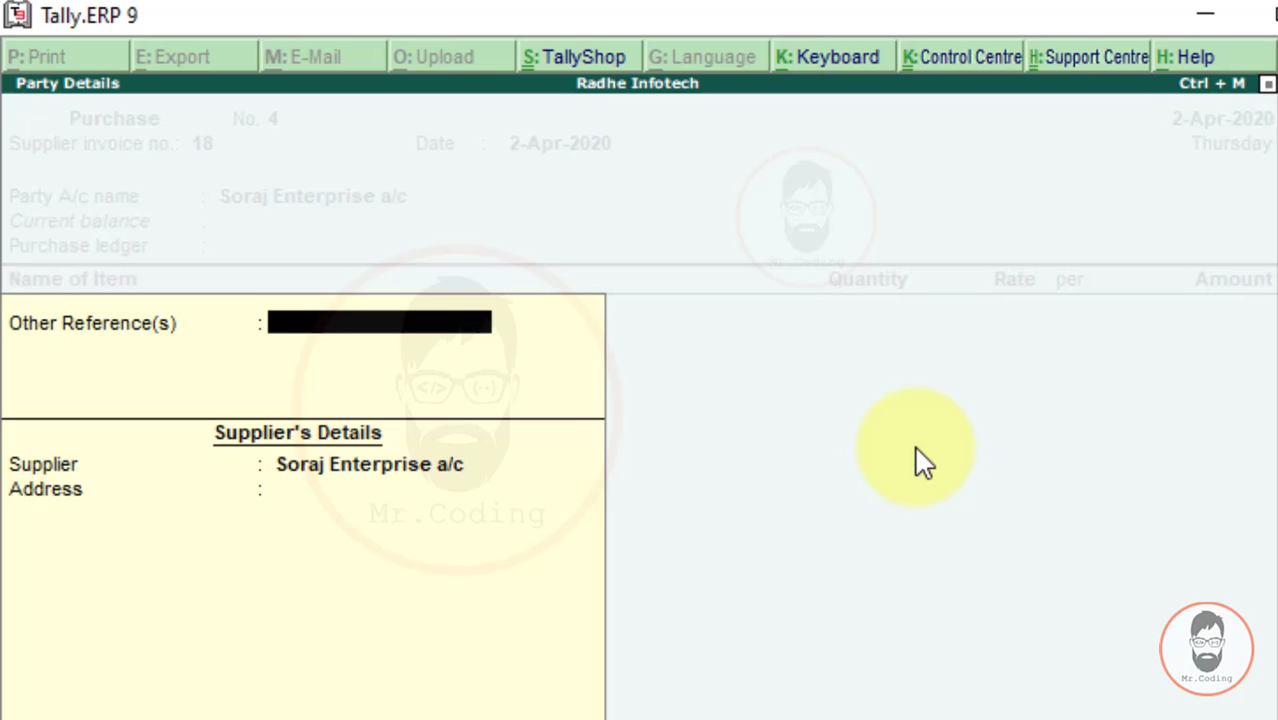 Tally.ERP 9
P: Print E: Export M: E-Mail O: Upload S: TallyShop G: Language K: Keyboard K: Control Centre H: Support Centre H: Help
Party Details Radhe Infotech Ctrl + M
Purchase No. 4 2-Apr-2020
Supplier invoice no.: 18 Date : 2-Apr-2020 Thursday
Party A/c name : Soraj Enterprise a/c
Current balance :
Purchase ledger :
Mr.Coding
Name of Item Quantity Rate per Amount
Other Reference(s) :
Supplier's Details
Supplier : Soraj Enterprise a/c
Address :
Mr.Coding
Mr.Coding